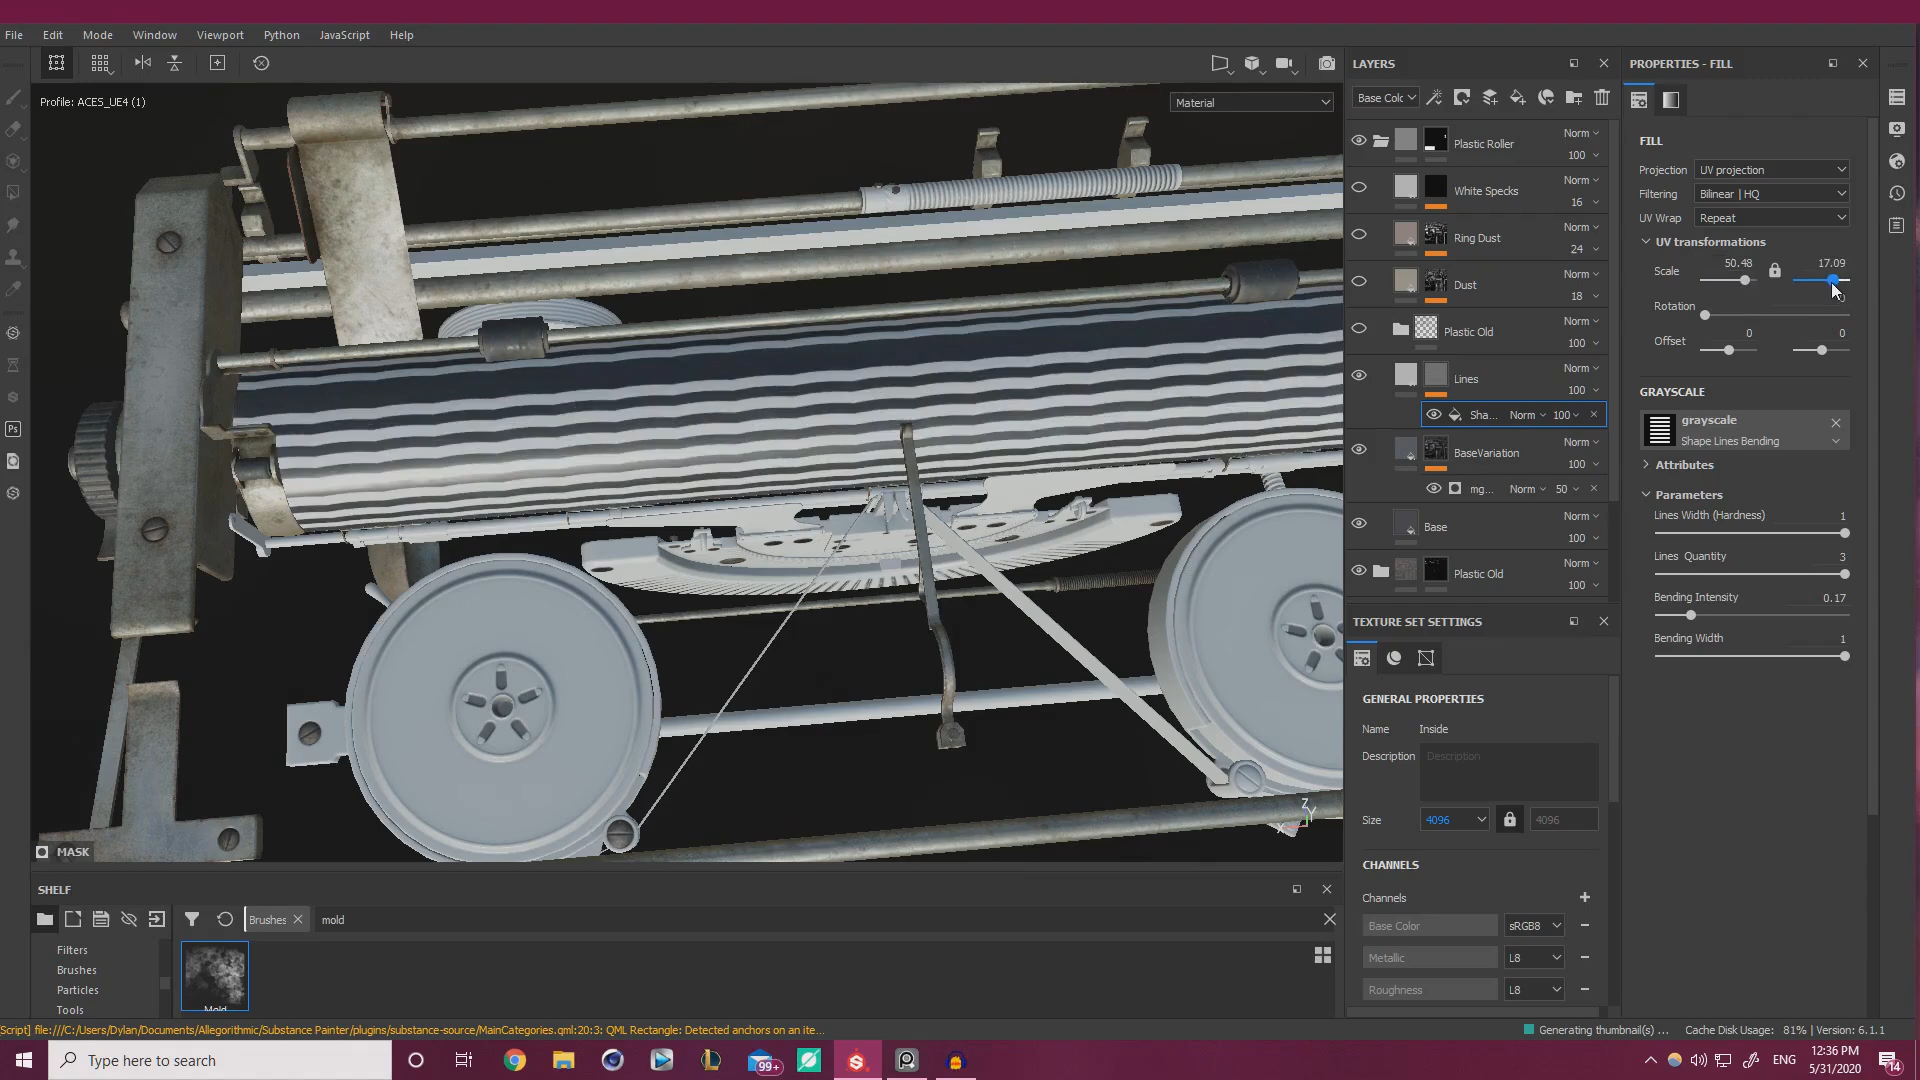 File Edit Mode Window Viewport Python JavaScript Help
Profile: ACES_UE4 (1)
Material
MASK
LAYERS
Base Colc
Plastic Roller Norm 100
White Specks Norm 16
Ring Dust Norm 24
Dust Norm 18
Plastic Old Norm 100
Lines Norm 100
Sha... Norm 100
BaseVariation Norm 100
mg... Norm 50
Base Norm 100
Plastic Old Norm 100
TEXTURE SET SETTINGS
GENERAL PROPERTIES
Name Inside
Description Description
Size 4096 4096
CHANNELS
Channels
Base Color sRGB8
Metallic L8
Roughness L8
PROPERTIES - FILL
FILL
Projection UV projection
Filtering Bilinear | HQ
UV Wrap Repeat
UV transformations
Scale 50.48 17.09
Rotation 0
Offset 0 0
GRAYSCALE
grayscale
Shape Lines Bending
Attributes
Parameters
Lines Width (Hardness) 1
Lines Quantity 3
Bending Intensity 0.17
Bending Width 1
SHELF
Brushes mold
Filters
Brushes
Particles
Tools
Mold
Script] file:///C:/Users/Dylan/Documents/Allegorithmic/Substance Painter/plugins/substance-source/MainCategories.qml:20:3: QML Rectangle: Detected anchors on an ite...
Generating thumbnail(s) ... Cache Disk Usage: 81% | Version: 6.1.1
Type here to search
Ps
99+
ENG
12:36 PM
5/31/2020
14
Z
Y
X